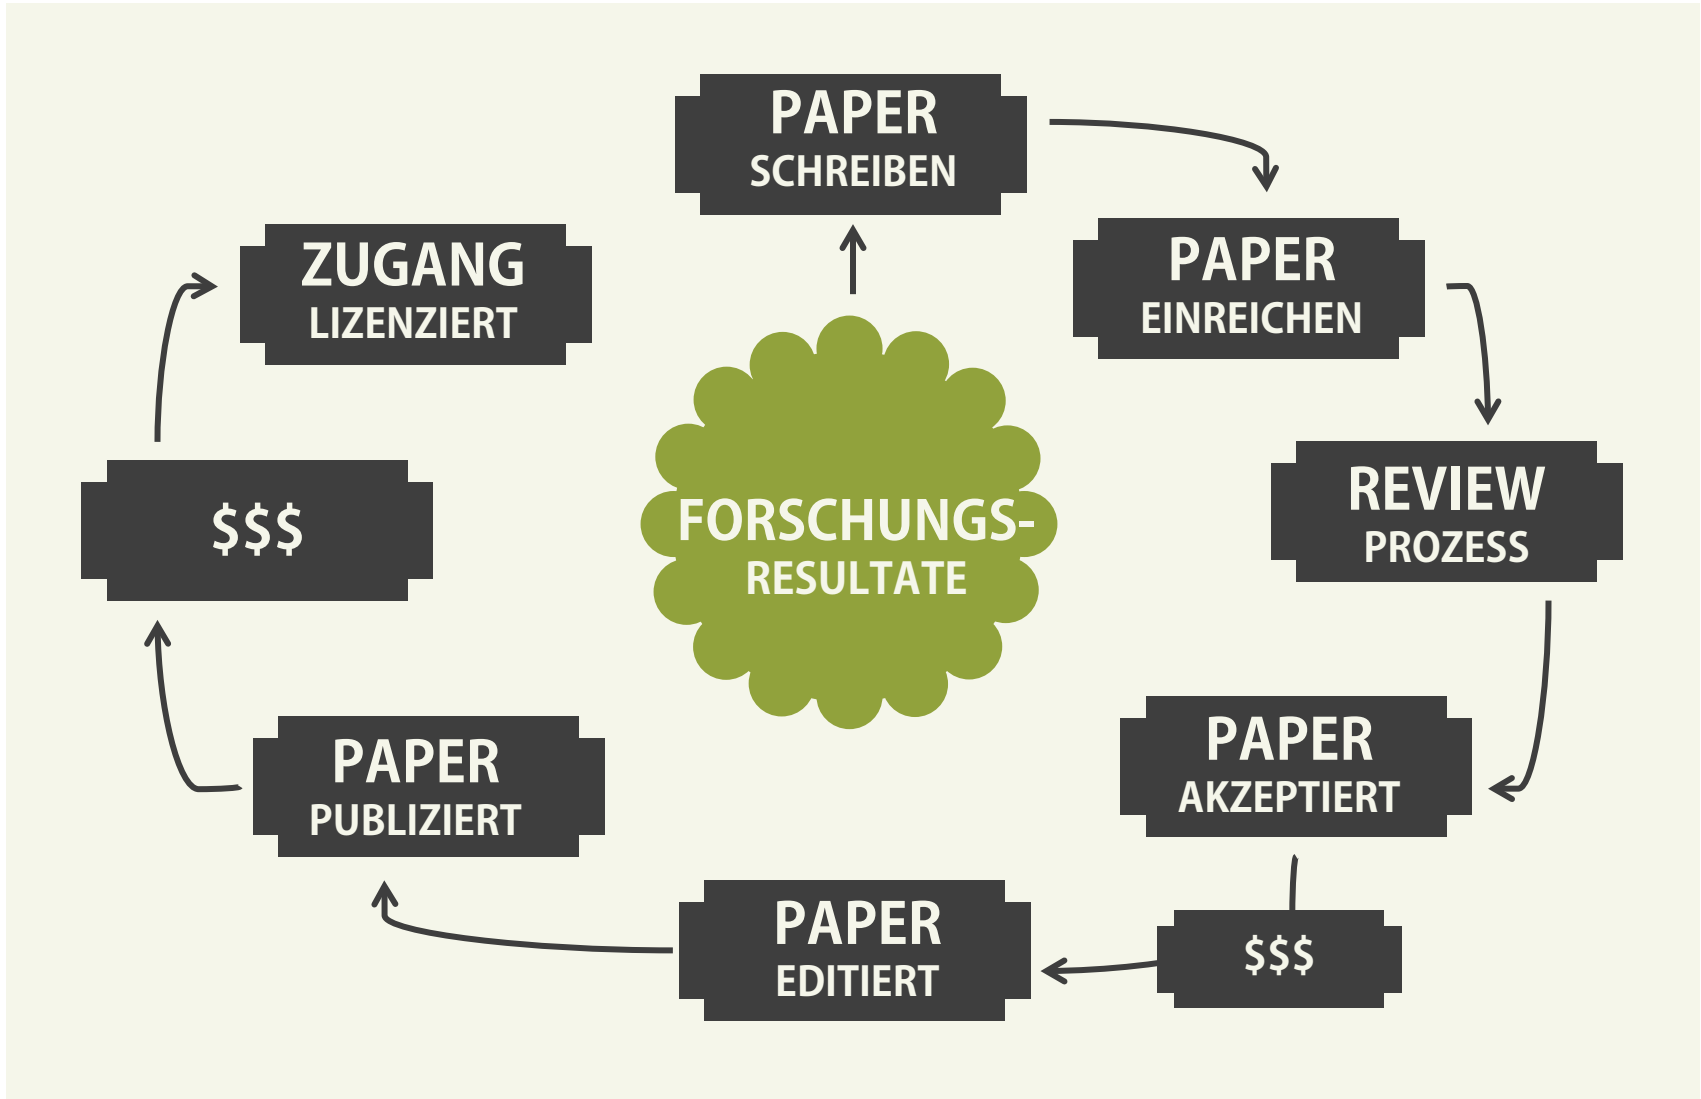 PAPER
SCHREIBEN
PAPER
EINREICHEN
REVIEW
PROZESS
PAPER
AKZEPTIERT
$$$
PAPER
EDITIERT
PAPER
PUBLIZIERT
$$$
ZUGANG
LIZENZIERT
FORSCHUNGS-
RESULTATE